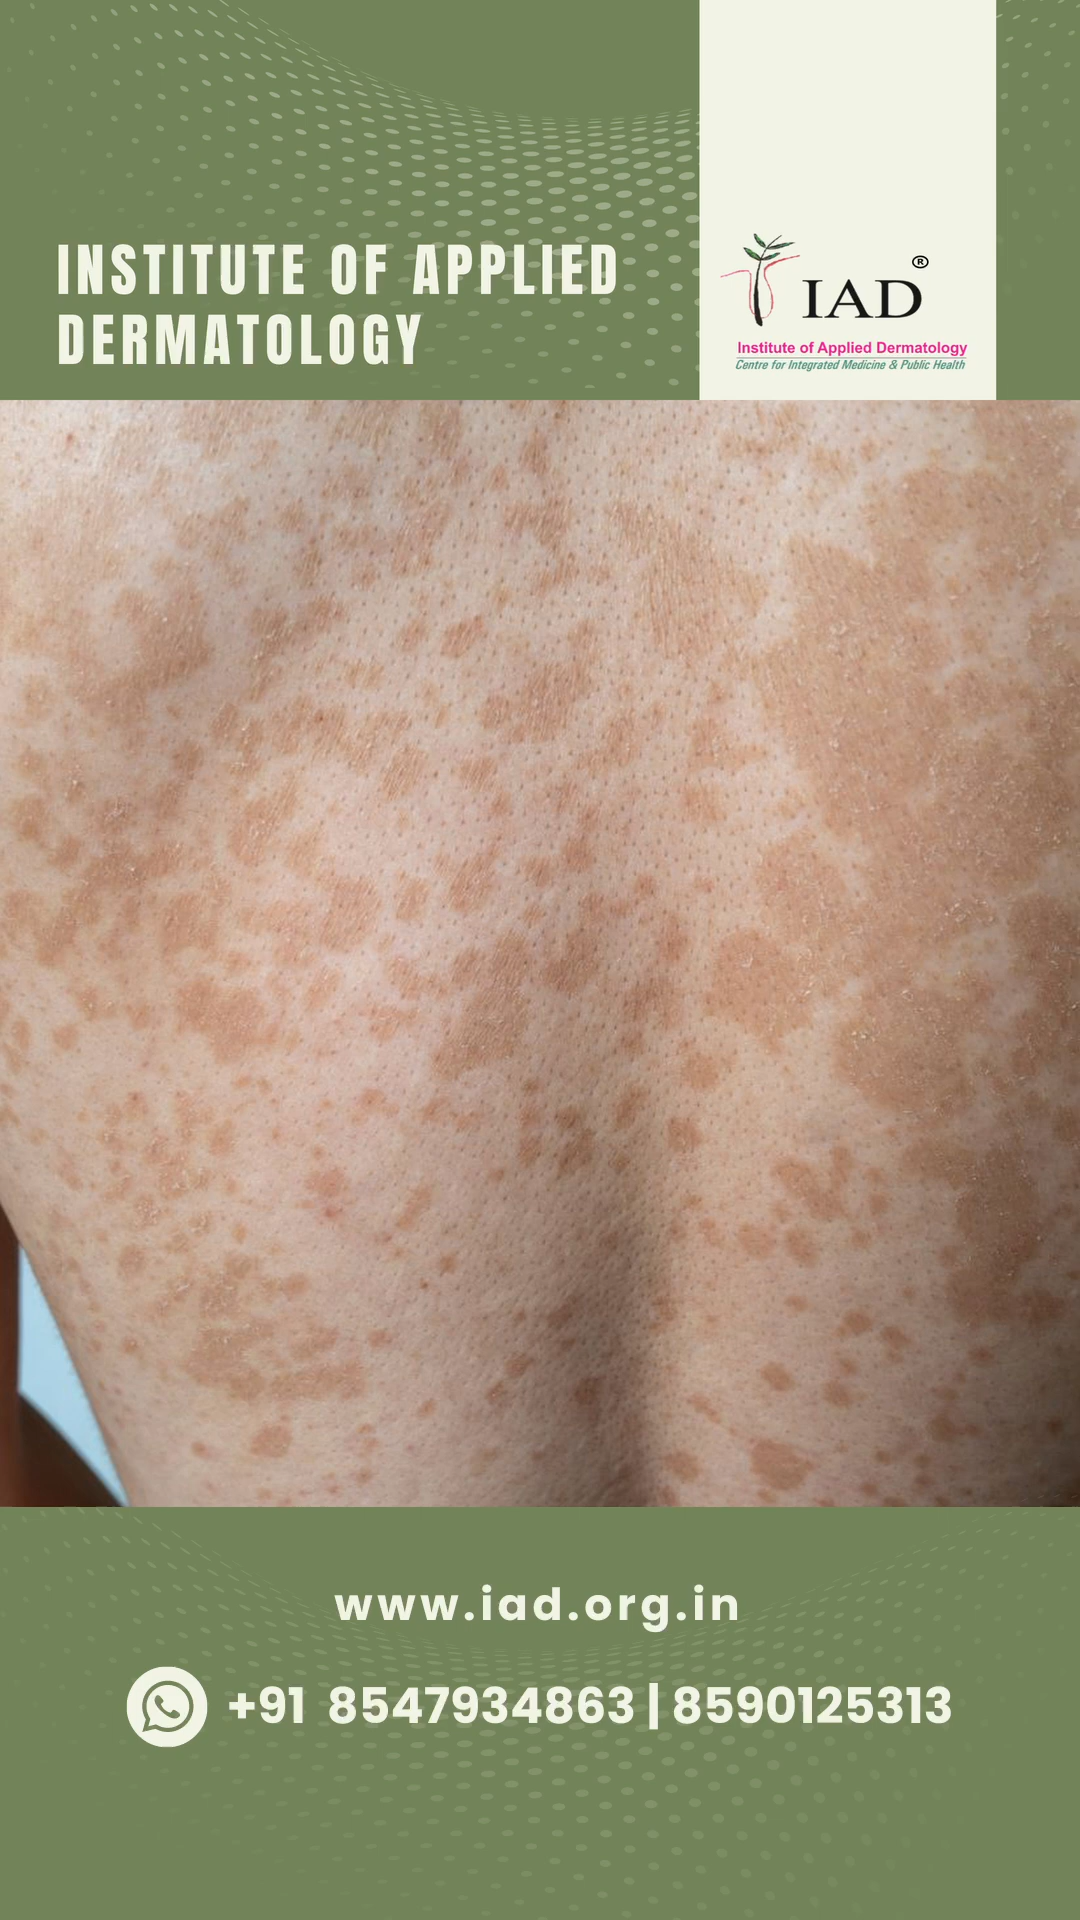 INSTITUTE OF APPLIED
DERMATOLOGY
IAD®
Institute of Applied Dermatology
Centre for Integrated Medicine & Public Health
www.iad.org.in
+91 8547934863 | 8590125313